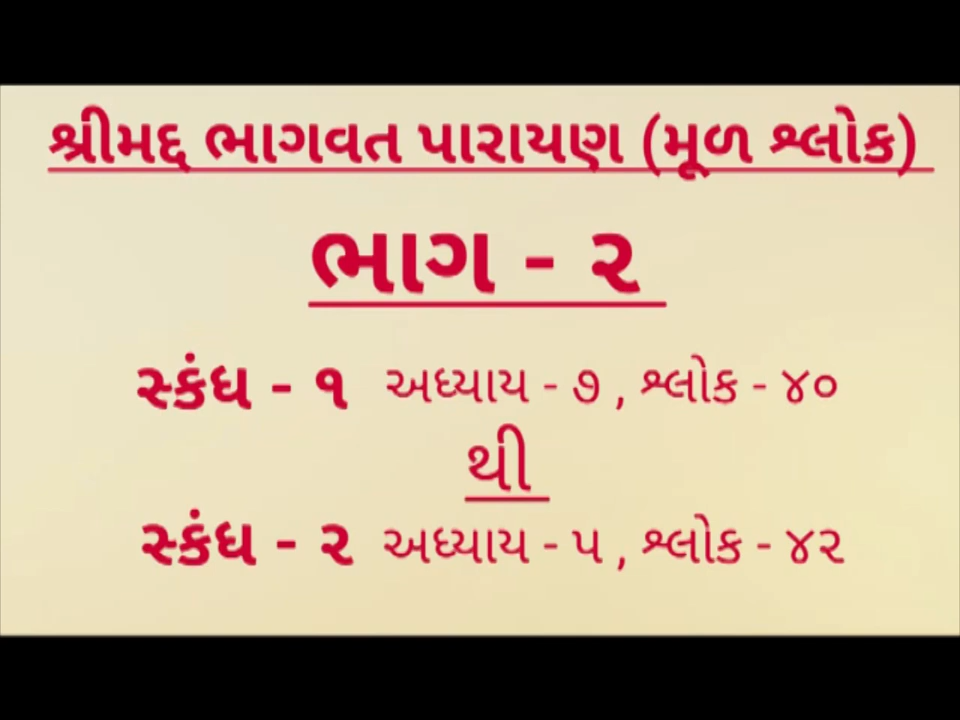 શ્રીમદ્દ ભાગવત પારાયણ (મૂળ શ્લોક)
ભાગ - ૨
સ્કંધ - ૧ અધ્યાય - ૭ , શ્લોક - ૪૦
થી
સ્કંધ - ૨ અધ્યાય - ૫ , શ્લોક - ૪૨